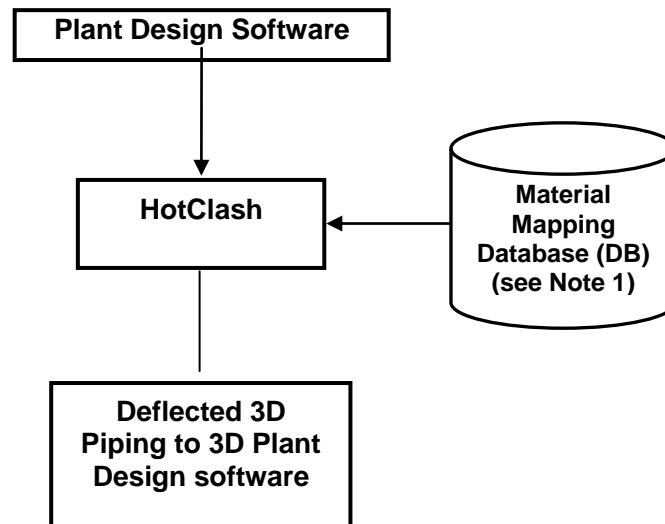 Plant Design Software
HotClash
Material
Mapping
Database (DB)
(see Note 1)
Deflected 3D
Piping to 3D Plant
Design software